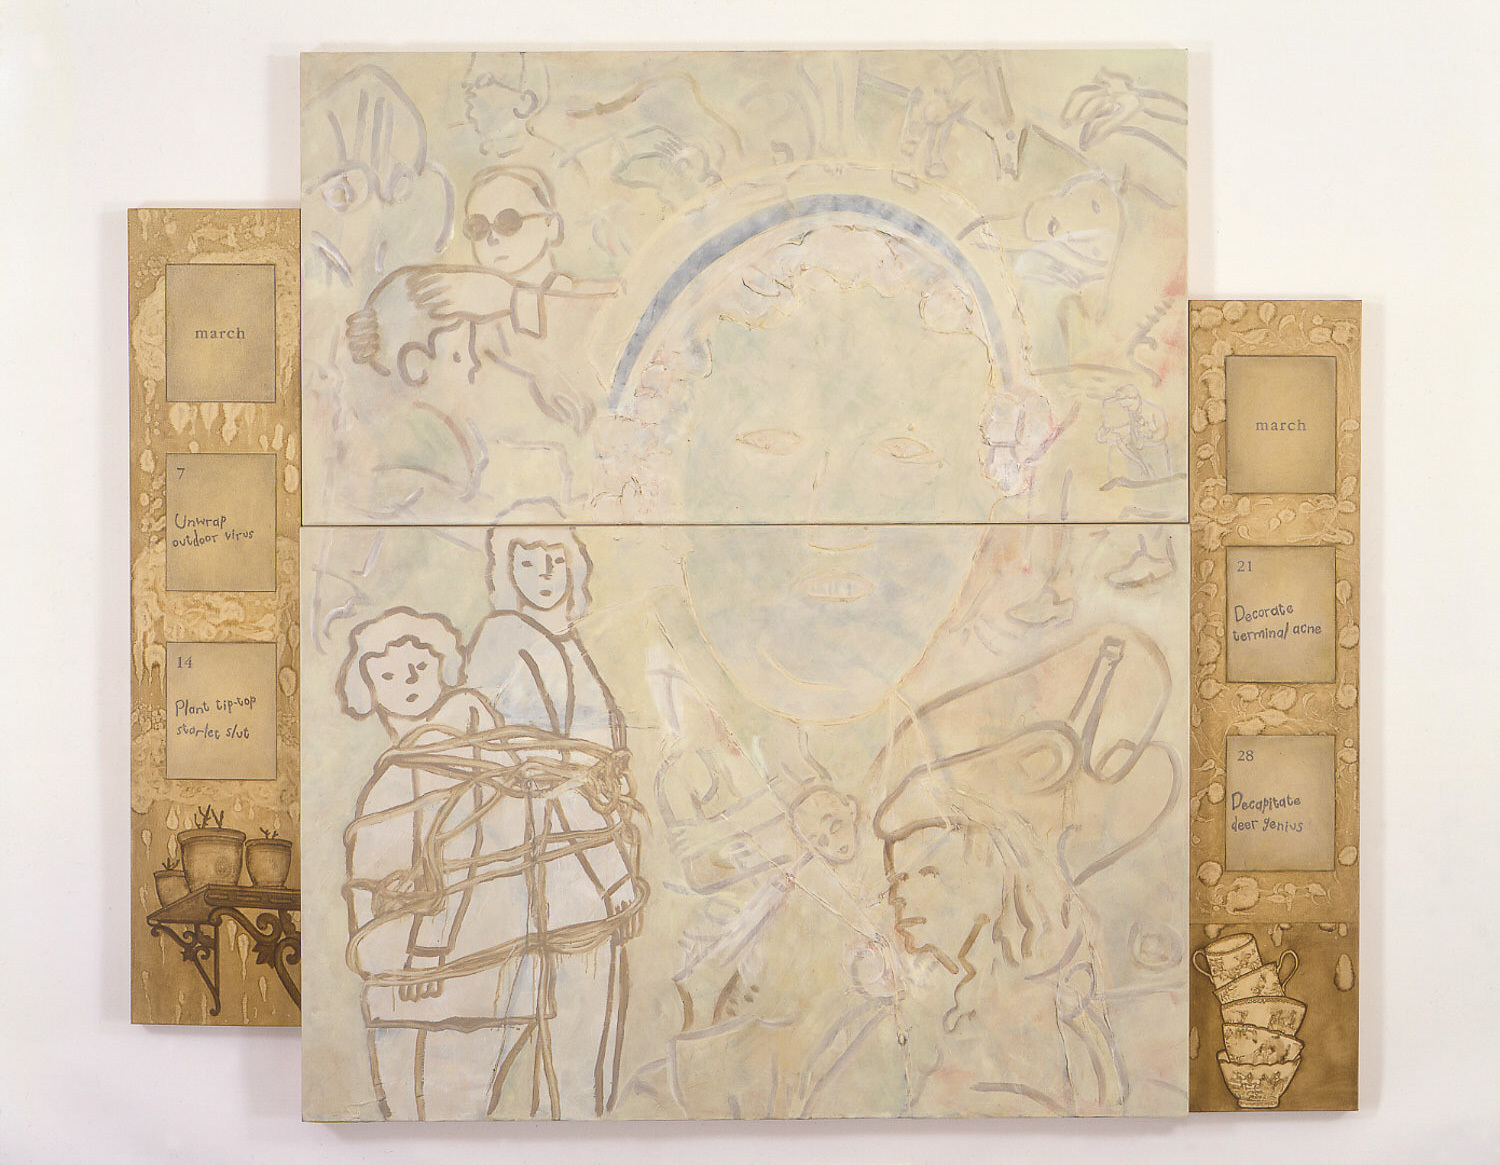 march
7
Unwrap
outdoor virus
14
Plant tip-top
starlet slut
march
21
Decorate
terminal acne
28
Decapitate
deer genius